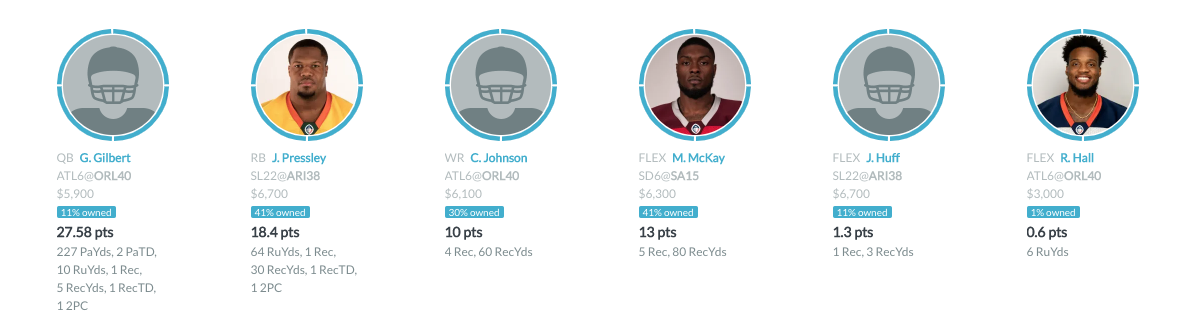 QB G. Gilbert
ATL6@ORL40
$5,900
11% owned
27.58 pts
227 PaYds, 2 PaTD,
10 RuYds, 1 Rec,
5 RecYds, 1 RecTD,
1 2PC
RB J. Pressley
SL22@ARI38
$6,700
41% owned
18.4 pts
64 RuYds, 1 Rec,
30 RecYds, 1 RecTD,
1 2PC
WR C. Johnson
ATL6@ORL40
$6,100
30% owned
10 pts
4 Rec, 60 RecYds
FLEX M. McKay
SD6@SA15
$6,300
41% owned
13 pts
5 Rec, 80 RecYds
FLEX J. Huff
SL22@ARI38
$6,700
11% owned
1.3 pts
1 Rec, 3 RecYds
FLEX R. Hall
ATL6@ORL40
$3,000
1% owned
0.6 pts
6 RuYds